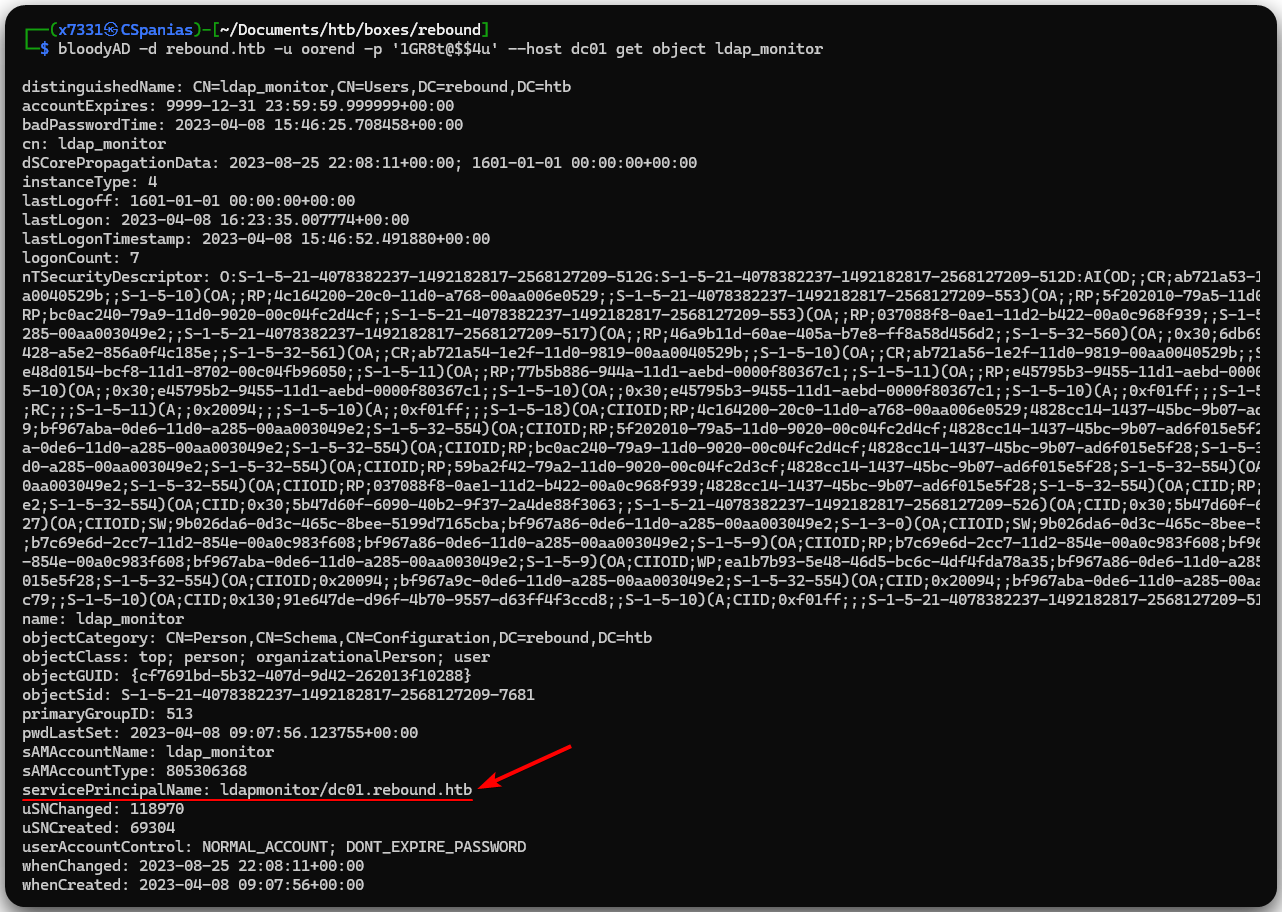 ┌──(x7331㉿CSpanias)-[~/Documents/htb/boxes/rebound]
└─$ bloodyAD -d rebound.htb -u oorend -p '1GR8t@$$4u' --host dc01 get object ldap_monitor
distinguishedName: CN=ldap_monitor,CN=Users,DC=rebound,DC=htb
accountExpires: 9999-12-31 23:59:59.999999+00:00
badPasswordTime: 2023-04-08 15:46:25.708458+00:00
cn: ldap_monitor
dSCorePropagationData: 2023-08-25 22:08:11+00:00; 1601-01-01 00:00:00+00:00
instanceType: 4
lastLogoff: 1601-01-01 00:00:00+00:00
lastLogon: 2023-04-08 16:23:35.007774+00:00
lastLogonTimestamp: 2023-04-08 15:46:52.491880+00:00
logonCount: 7
nTSecurityDescriptor: O:S-1-5-21-4078382237-1492182817-2568127209-512G:S-1-5-21-4078382237-1492182817-2568127209-512D:AI(OD;;CR;ab721a53-1
a0040529b;;S-1-5-10)(OA;;RP;4c164200-20c0-11d0-a768-00aa006e0529;;S-1-5-21-4078382237-1492182817-2568127209-553)(OA;;RP;5f202010-79a5-11d0
RP;bc0ac240-79a9-11d0-9020-00c04fc2d4cf;;S-1-5-21-4078382237-1492182817-2568127209-553)(OA;;RP;037088f8-0ae1-11d2-b422-00a0c968f939;;S-1-5
285-00aa003049e2;;S-1-5-21-4078382237-1492182817-2568127209-517)(OA;;RP;46a9b11d-60ae-405a-b7e8-ff8a58d456d2;;S-1-5-32-560)(OA;;0x30;6db69
428-a5e2-856a0f4c185e;;S-1-5-32-561)(OA;;CR;ab721a54-1e2f-11d0-9819-00aa0040529b;;S-1-5-10)(OA;;CR;ab721a56-1e2f-11d0-9819-00aa0040529b;;S
e48d0154-bcf8-11d1-8702-00c04fb96050;;S-1-5-11)(OA;;RP;77b5b886-944a-11d1-aebd-0000f80367c1;;S-1-5-11)(OA;;RP;e45795b3-9455-11d1-aebd-0000
5-10)(OA;;0x30;e45795b2-9455-11d1-aebd-0000f80367c1;;S-1-5-10)(OA;;0x30;e45795b3-9455-11d1-aebd-0000f80367c1;;S-1-5-10)(A;;0xf01ff;;;S-1-5
;RC;;;S-1-5-11)(A;;0x20094;;;S-1-5-10)(A;;0xf01ff;;;S-1-5-18)(OA;CIIOID;RP;4c164200-20c0-11d0-a768-00aa006e0529;4828cc14-1437-45bc-9b07-ad
9;bf967aba-0de6-11d0-a285-00aa003049e2;S-1-5-32-554)(OA;CIIOID;RP;5f202010-79a5-11d0-9020-00c04fc2d4cf;4828cc14-1437-45bc-9b07-ad6f015e5f2
a-0de6-11d0-a285-00aa003049e2;S-1-5-32-554)(OA;CIIOID;RP;bc0ac240-79a9-11d0-9020-00c04fc2d4cf;4828cc14-1437-45bc-9b07-ad6f015e5f28;S-1-5-3
d0-a285-00aa003049e2;S-1-5-32-554)(OA;CIIOID;RP;59ba2f42-79a2-11d0-9020-00c04fc2d3cf;4828cc14-1437-45bc-9b07-ad6f015e5f28;S-1-5-32-554)(OA
0aa003049e2;S-1-5-32-554)(OA;CIIOID;RP;037088f8-0ae1-11d2-b422-00a0c968f939;4828cc14-1437-45bc-9b07-ad6f015e5f28;S-1-5-32-554)(OA;CIID;RP;
e2;S-1-5-32-554)(OA;CIID;0x30;5b47d60f-6090-40b2-9f37-2a4de88f3063;;S-1-5-21-4078382237-1492182817-2568127209-526)(OA;CIID;0x30;5b47d60f-6
27)(OA;CIIOID;SW;9b026da6-0d3c-465c-8bee-5199d7165cba;bf967a86-0de6-11d0-a285-00aa003049e2;S-1-3-0)(OA;CIIOID;SW;9b026da6-0d3c-465c-8bee-5
;b7c69e6d-2cc7-11d2-854e-00a0c983f608;bf967a86-0de6-11d0-a285-00aa003049e2;S-1-5-9)(OA;CIIOID;RP;b7c69e6d-2cc7-11d2-854e-00a0c983f608;bf96
-854e-00a0c983f608;bf967aba-0de6-11d0-a285-00aa003049e2;S-1-5-9)(OA;CIIOID;WP;ea1b7b93-5e48-46d5-bc6c-4df4fda78a35;bf967a86-0de6-11d0-a285
015e5f28;S-1-5-32-554)(OA;CIIOID;0x20094;;bf967a9c-0de6-11d0-a285-00aa003049e2;S-1-5-32-554)(OA;CIID;0x20094;;bf967aba-0de6-11d0-a285-00aa
c79;;S-1-5-10)(OA;CIID;0x130;91e647de-d96f-4b70-9557-d63ff4f3ccd8;;S-1-5-10)(A;CIID;0xf01ff;;;S-1-5-21-4078382237-1492182817-2568127209-51
name: ldap_monitor
objectCategory: CN=Person,CN=Schema,CN=Configuration,DC=rebound,DC=htb
objectClass: top; person; organizationalPerson; user
objectGUID: {cf7691bd-5b32-407d-9d42-262013f10288}
objectSid: S-1-5-21-4078382237-1492182817-2568127209-7681
primaryGroupID: 513
pwdLastSet: 2023-04-08 09:07:56.123755+00:00
sAMAccountName: ldap_monitor
sAMAccountType: 805306368
servicePrincipalName: ldapmonitor/dc01.rebound.htb
uSNChanged: 118970
uSNCreated: 69304
userAccountControl: NORMAL_ACCOUNT; DONT_EXPIRE_PASSWORD
whenChanged: 2023-08-25 22:08:11+00:00
whenCreated: 2023-04-08 09:07:56+00:00